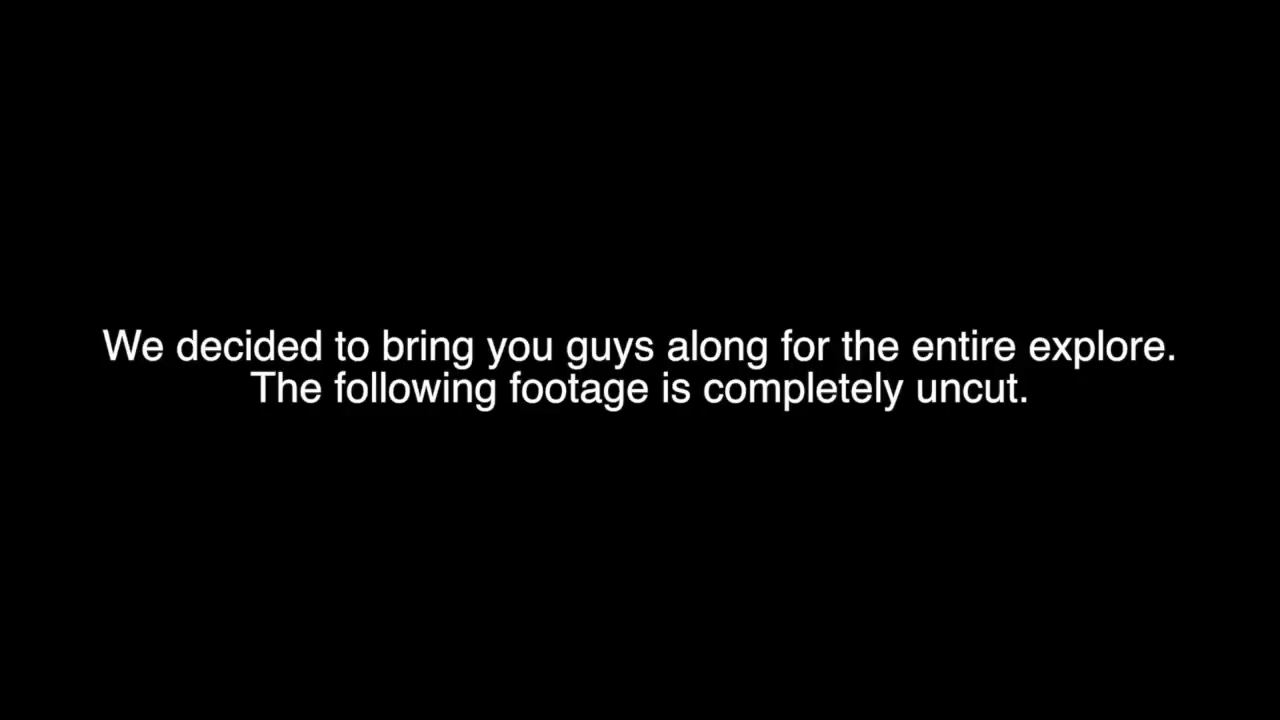 We decided to bring you guys along for the entire explore.
The following footage is completely uncut.